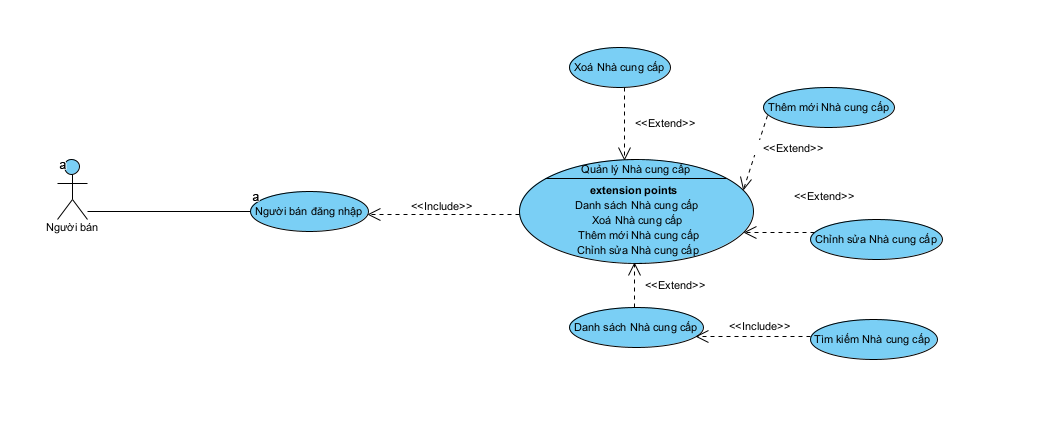 Xoá Nhà cung cấp
Thêm mới Nhà cung cấp
<<Extend>>
<<Extend>>
a
Quản lý Nhà cung cấp
extension points
Danh sách Nhà cung cấp
Xoá Nhà cung cấp
Thêm mới Nhà cung cấp
Chỉnh sửa Nhà cung cấp
<<Extend>>
a
Người bán đăng nhập
<<Include>>
Người bán
Chỉnh sửa Nhà cung cấp
<<Extend>>
Danh sách Nhà cung cấp
<<Include>>
Tìm kiếm Nhà cung cấp